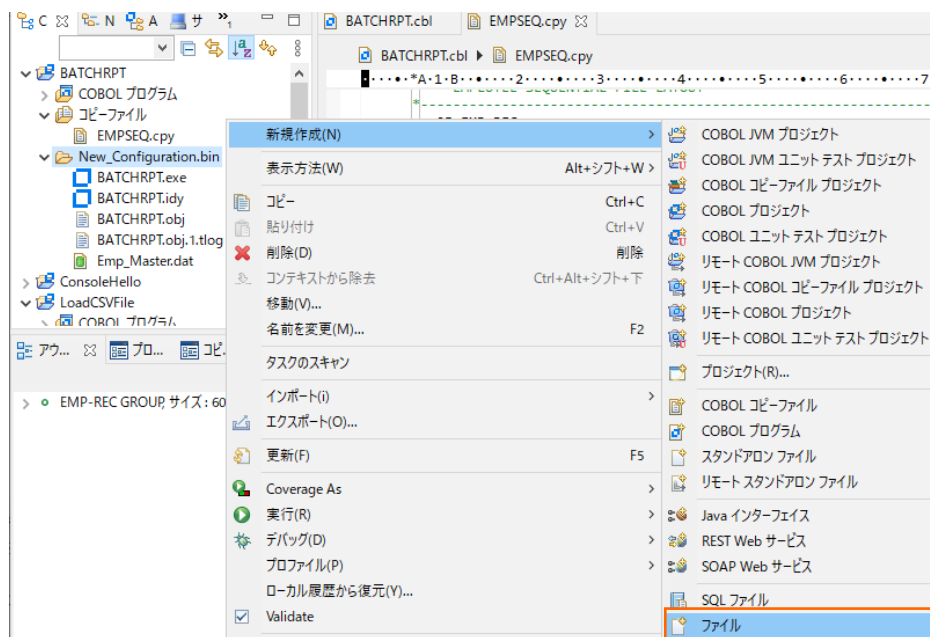 C N A サ »1
BATCHRPT.cbl EMPSEQ.cpy
BATCHRPT.cbl EMPSEQ.cpy
*A·1·B··•····2····•····3····•····4····•····5····•····6····•····7
BATCHRPT
COBOL プログラム
コピーファイル
EMPSEQ.cpy
New_Configuration.bin
BATCHRPT.exe
BATCHRPT.idy
BATCHRPT.obj
BATCHRPT.obj.1.tlog
Emp_Master.dat
ConsoleHello
LoadCSVFile
COBOL プログラム
アウ... プロ... コピ.
EMP-REC GROUP, サイズ : 60
新規作成(N)
表示方法(W) Alt+シフト+W
コピー Ctrl+C
貼り付け Ctrl+V
削除(D) 削除
コンテキストから除去 Ctrl+Alt+シフト+下
移動(V)...
名前を変更(M)... F2
タスクのスキャン
インポート(i)
エクスポート(O)...
更新(F) F5
Coverage As
実行(R)
デバッグ(D)
プロファイル(P)
ローカル履歴から復元(Y)...
Validate
COBOL JVM プロジェクト
COBOL JVM ユニット テスト プロジェクト
COBOL コピーファイル プロジェクト
COBOL プロジェクト
COBOL ユニット テスト プロジェクト
リモート COBOL JVM プロジェクト
リモート COBOL コピーファイル プロジェクト
リモート COBOL プロジェクト
リモート COBOL ユニット テスト プロジェクト
プロジェクト(R)...
COBOL コピーファイル
COBOL プログラム
スタンドアロン ファイル
リモート スタンドアロン ファイル
Java インターフェイス
REST Web サービス
SOAP Web サービス
SQL ファイル
ファイル